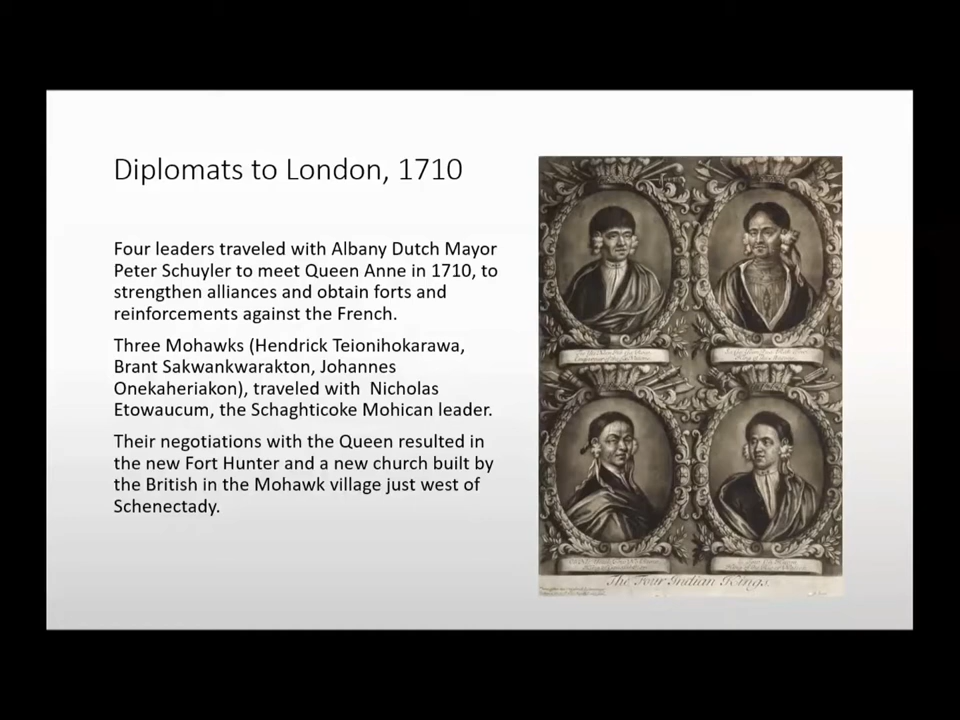 Diplomats to London, 1710
Four leaders traveled with Albany Dutch Mayor
Peter Schuyler to meet Queen Anne in 1710, to
strengthen alliances and obtain forts and
reinforcements against the French.
Three Mohawks (Hendrick Teionihokarawa,
Brant Sakwankwarakton, Johannes
Onekaheriakon), traveled with Nicholas
Etowaucum, the Schaghticoke Mohican leader.
Their negotiations with the Queen resulted in
the new Fort Hunter and a new church built by
the British in the Mohawk village just west of
Schenectady.
The Four Indian Kings